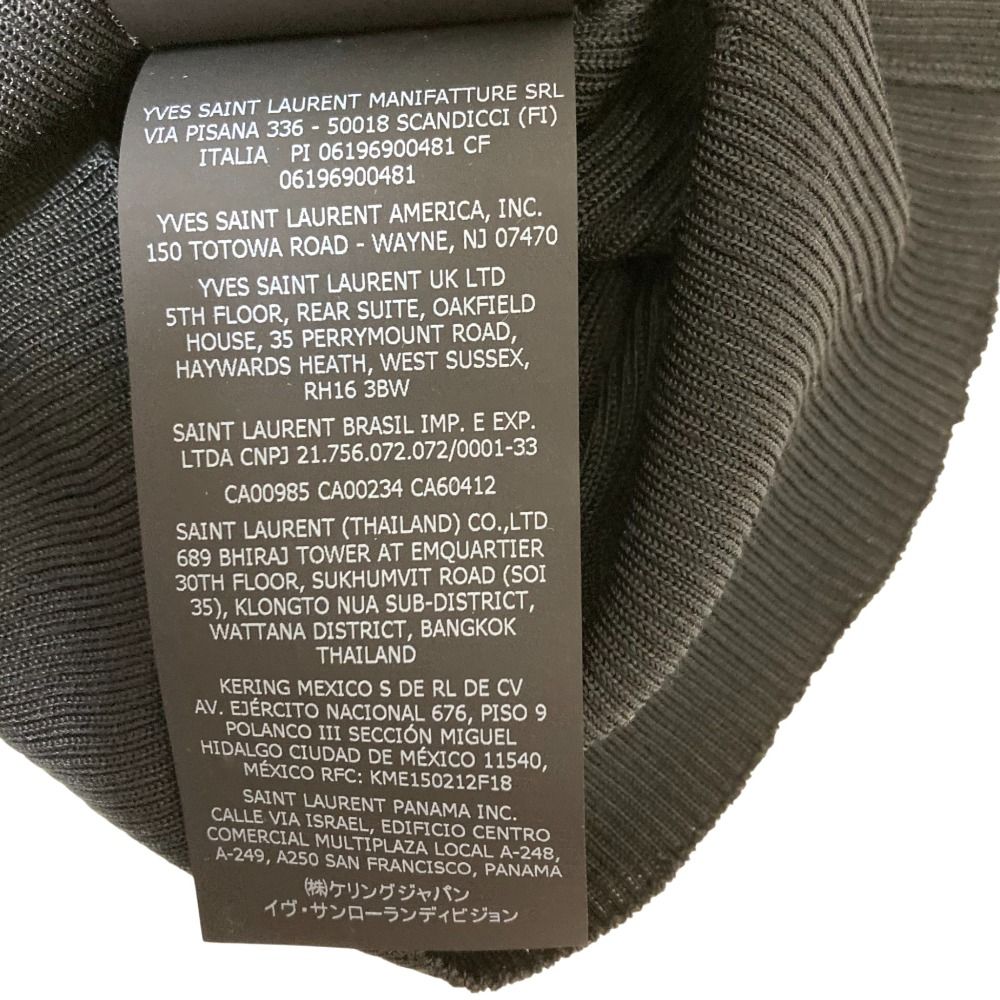 YVES SAINT LAURENT MANIFATTURE SRL
VIA PISANA 336 - 50018 SCANDICCI (FI)
ITALIA PI 06196900481 CF
06196900481
YVES SAINT LAURENT AMERICA, INC.
150 TOTOWA ROAD - WAYNE, NJ 07470
YVES SAINT LAURENT UK LTD
5TH FLOOR, REAR SUITE, OAKFIELD
HOUSE, 35 PERRYMOUNT ROAD,
HAYWARDS HEATH, WEST SUSSEX,
RH16 3BW
SAINT LAURENT BRASIL IMP. E EXP.
LTDA CNPJ 21.756.072.072/0001-33
CA00985 CA00234 CA60412
SAINT LAURENT (THAILAND) CO.,LTD
689 BHIRAJ TOWER AT EMQUARTIER
30TH FLOOR, SUKHUMVIT ROAD (SOI
35), KLONGTO NUA SUB-DISTRICT,
WATTANA DISTRICT, BANGKOK
THAILAND
KERING MEXICO S DE RL DE CV
AV. EJÉRCITO NACIONAL 676, PISO 9
POLANCO III SECCIÓN MIGUEL
HIDALGO CIUDAD DE MÉXICO 11540,
MÉXICO RFC: KME150212F18
SAINT LAURENT PANAMA INC.
CALLE VIA ISRAEL, EDIFICIO CENTRO
COMERCIAL MULTIPLAZA LOCAL A-248,
A-249, A250 SAN FRANCISCO, PANAMA
㈱ケリングジャパン
イヴ・サンローランディビジョン